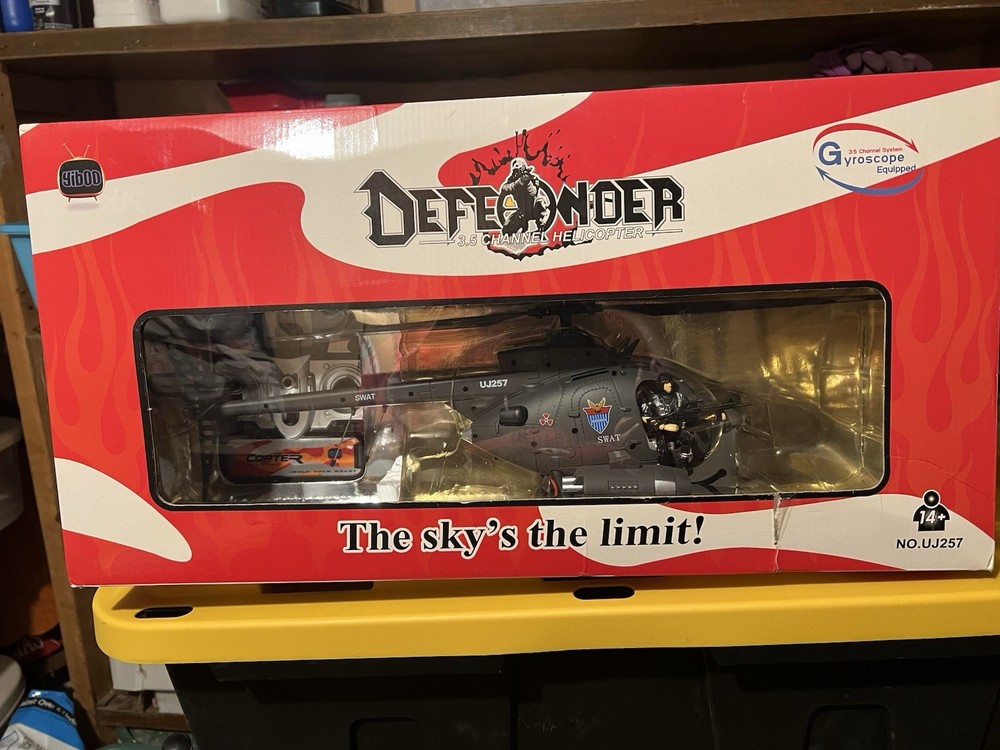 YiBOO
DEFENDER
3.5 CHANNEL HELICOPTER
3.5 Channel System
Gyroscope
Equipped
UJ257
SWAT
SWAT
COPTER
The sky's the limit!
14+
NO.UJ257